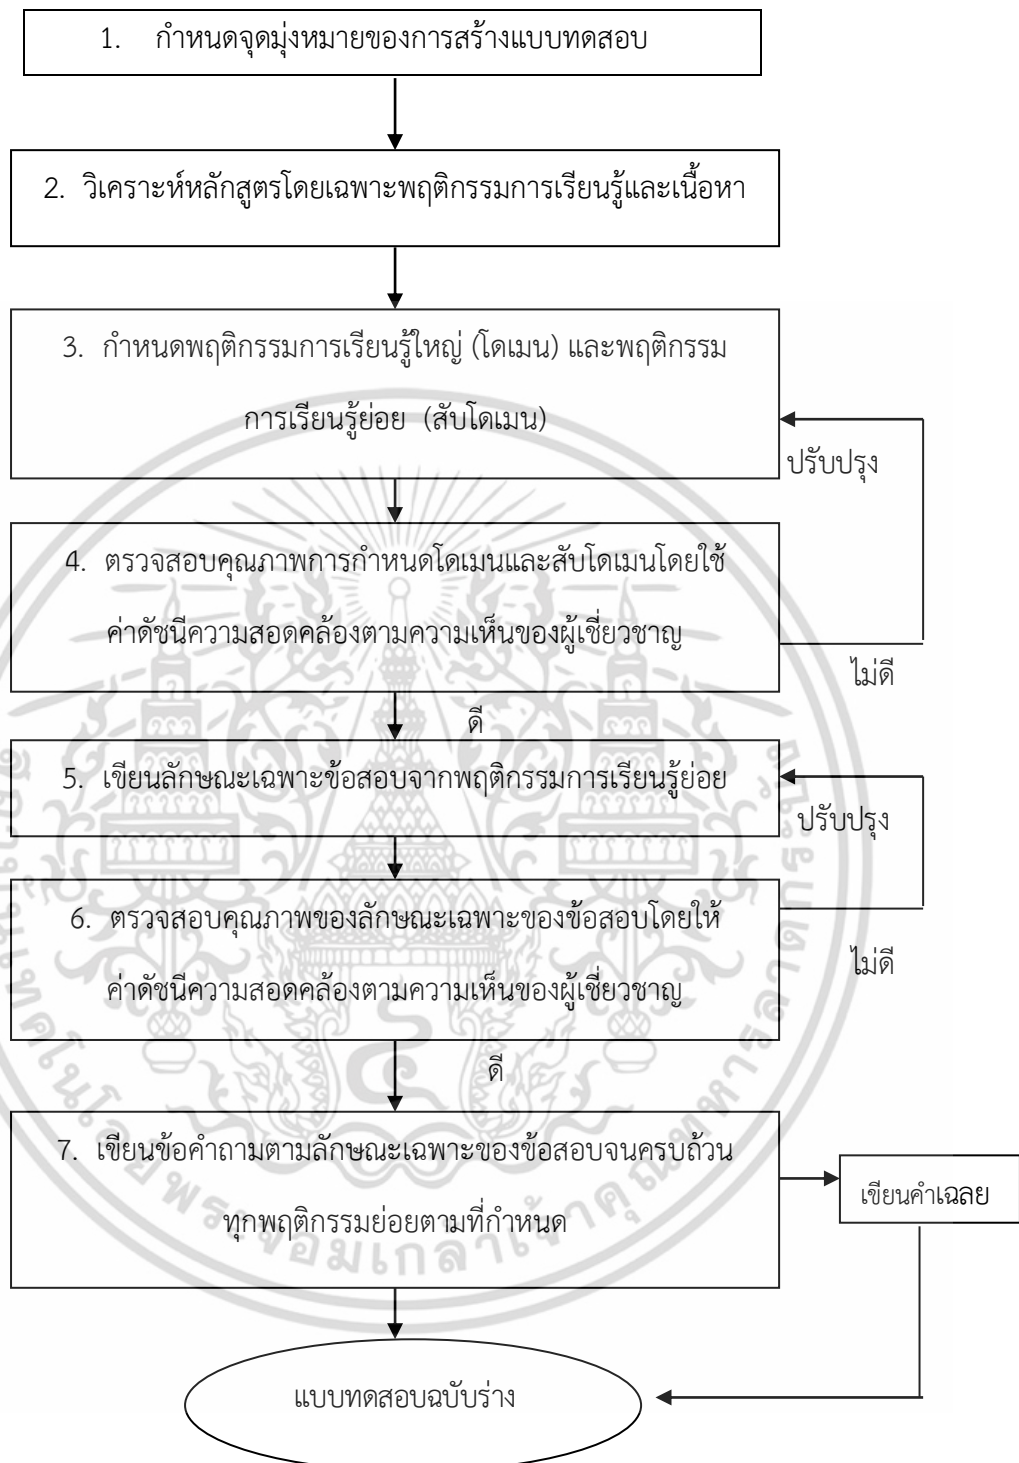 1. กำหนดจุดมุ่งหมายของการสร้างแบบทดสอบ
2. วิเคราะห์หลักสูตรโดยเฉพาะพฤติกรรมการเรียนรู้และเนื้อหา
3. กำหนดพฤติกรรมการเรียนรู้ใหญ่ (โดเมน) และพฤติกรรม
การเรียนรู้ย่อย (สับโดเมน)
ปรับปรุง
4. ตรวจสอบคุณภาพการกำหนดโดเมนและสับโดเมนโดยใช้
ค่าดัชนีความสอดคล้องตามความเห็นของผู้เชี่ยวชาญ
ไม่ดี
ดี
5. เขียนลักษณะเฉพาะข้อสอบจากพฤติกรรมการเรียนรู้ย่อย
ปรับปรุง
6. ตรวจสอบคุณภาพของลักษณะเฉพาะของข้อสอบโดยให้
ค่าดัชนีความสอดคล้องตามความเห็นของผู้เชี่ยวชาญ
ไม่ดี
ดี
7. เขียนข้อคำถามตามลักษณะเฉพาะของข้อสอบจนครบถ้วน
ทุกพฤติกรรมย่อยตามที่กำหนด
เขียนคำเฉลย
แบบทดสอบฉบับร่าง